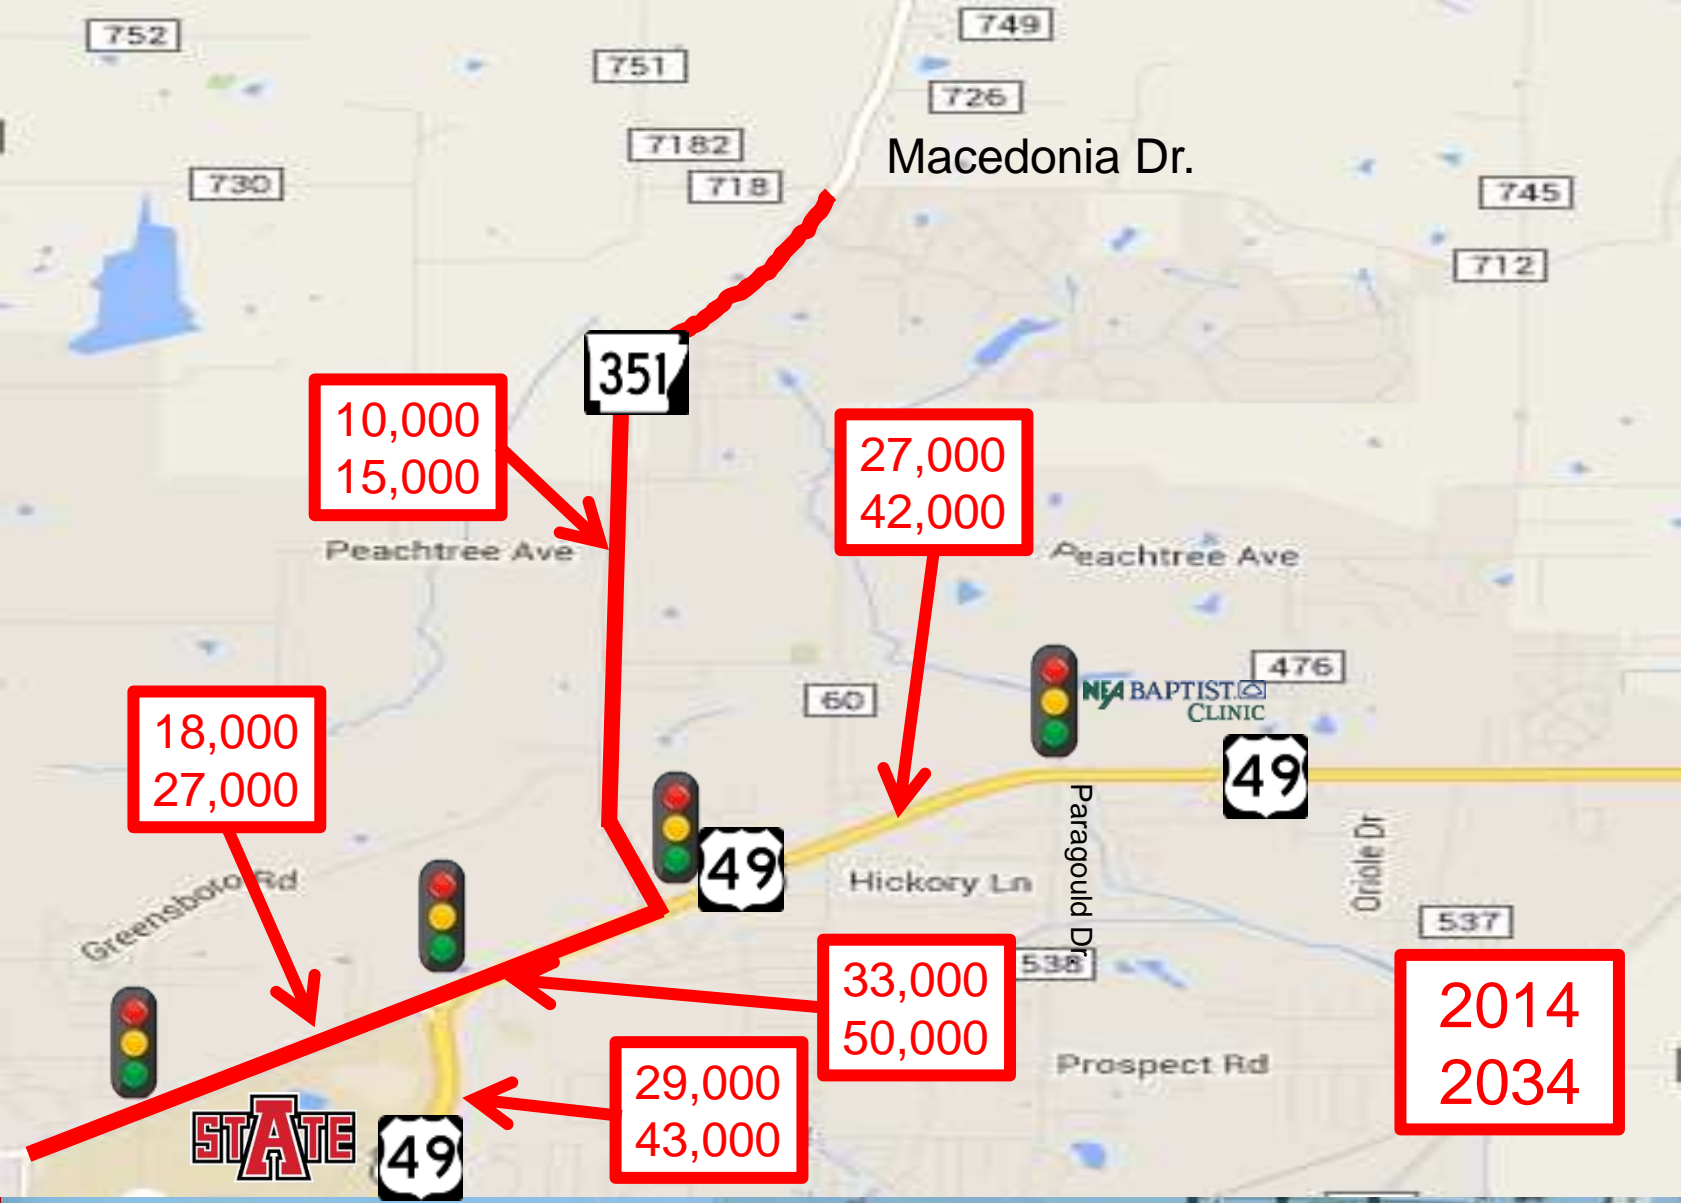 752
749
751
726
7182
Macedonia Dr.
730
718
745
712
351
10,000
15,000
27,000
42,000
Peachtree Ave
Peachtree Ave
476
NEA BAPTIST
CLINIC
60
18,000
27,000
49
49
Paragould Dr.
Oriole Dr
Hickory Ln
Greensboro Rd
537
538
33,000
50,000
2014
2034
29,000
43,000
Prospect Rd
STATE
49